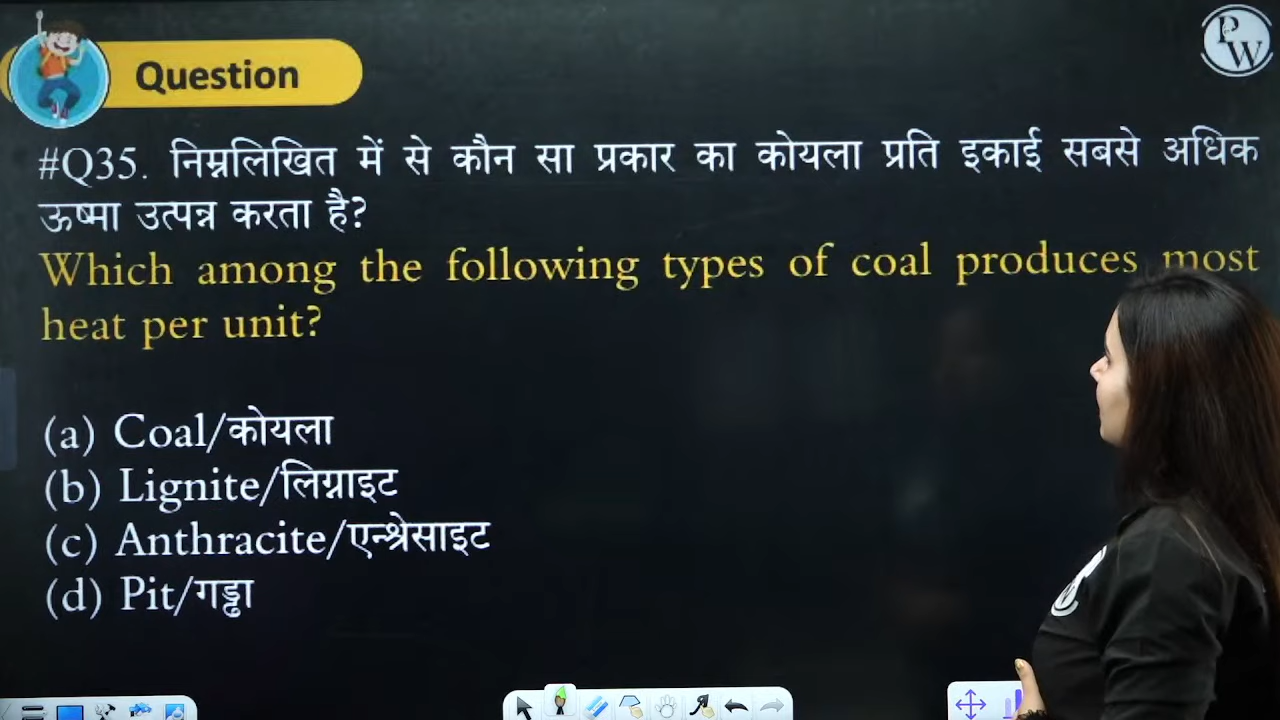 Question
PW
#Q35. निम्नलिखित में से कौन सा प्रकार का कोयला प्रति इकाई सबसे अधिक
ऊष्मा उत्पन्न करता है?
Which among the following types of coal produces most
heat per unit?
(a) Coal/कोयला
(b) Lignite/लिग्नाइट
(c) Anthracite/एन्थ्रेसाइट
(d) Pit/गड्ढा